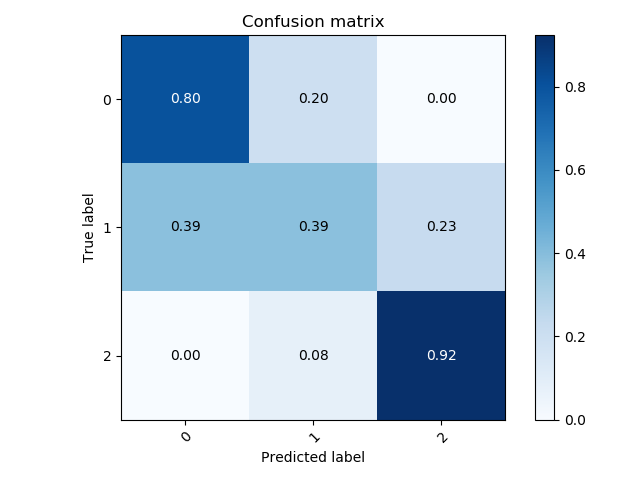 Confusion matrix
0 0.80 0.20 0.00
1 0.39 0.39 0.23
2 0.00 0.08 0.92
0 1 2
True label
Predicted label
0.8
0.6
0.4
0.2
0.0